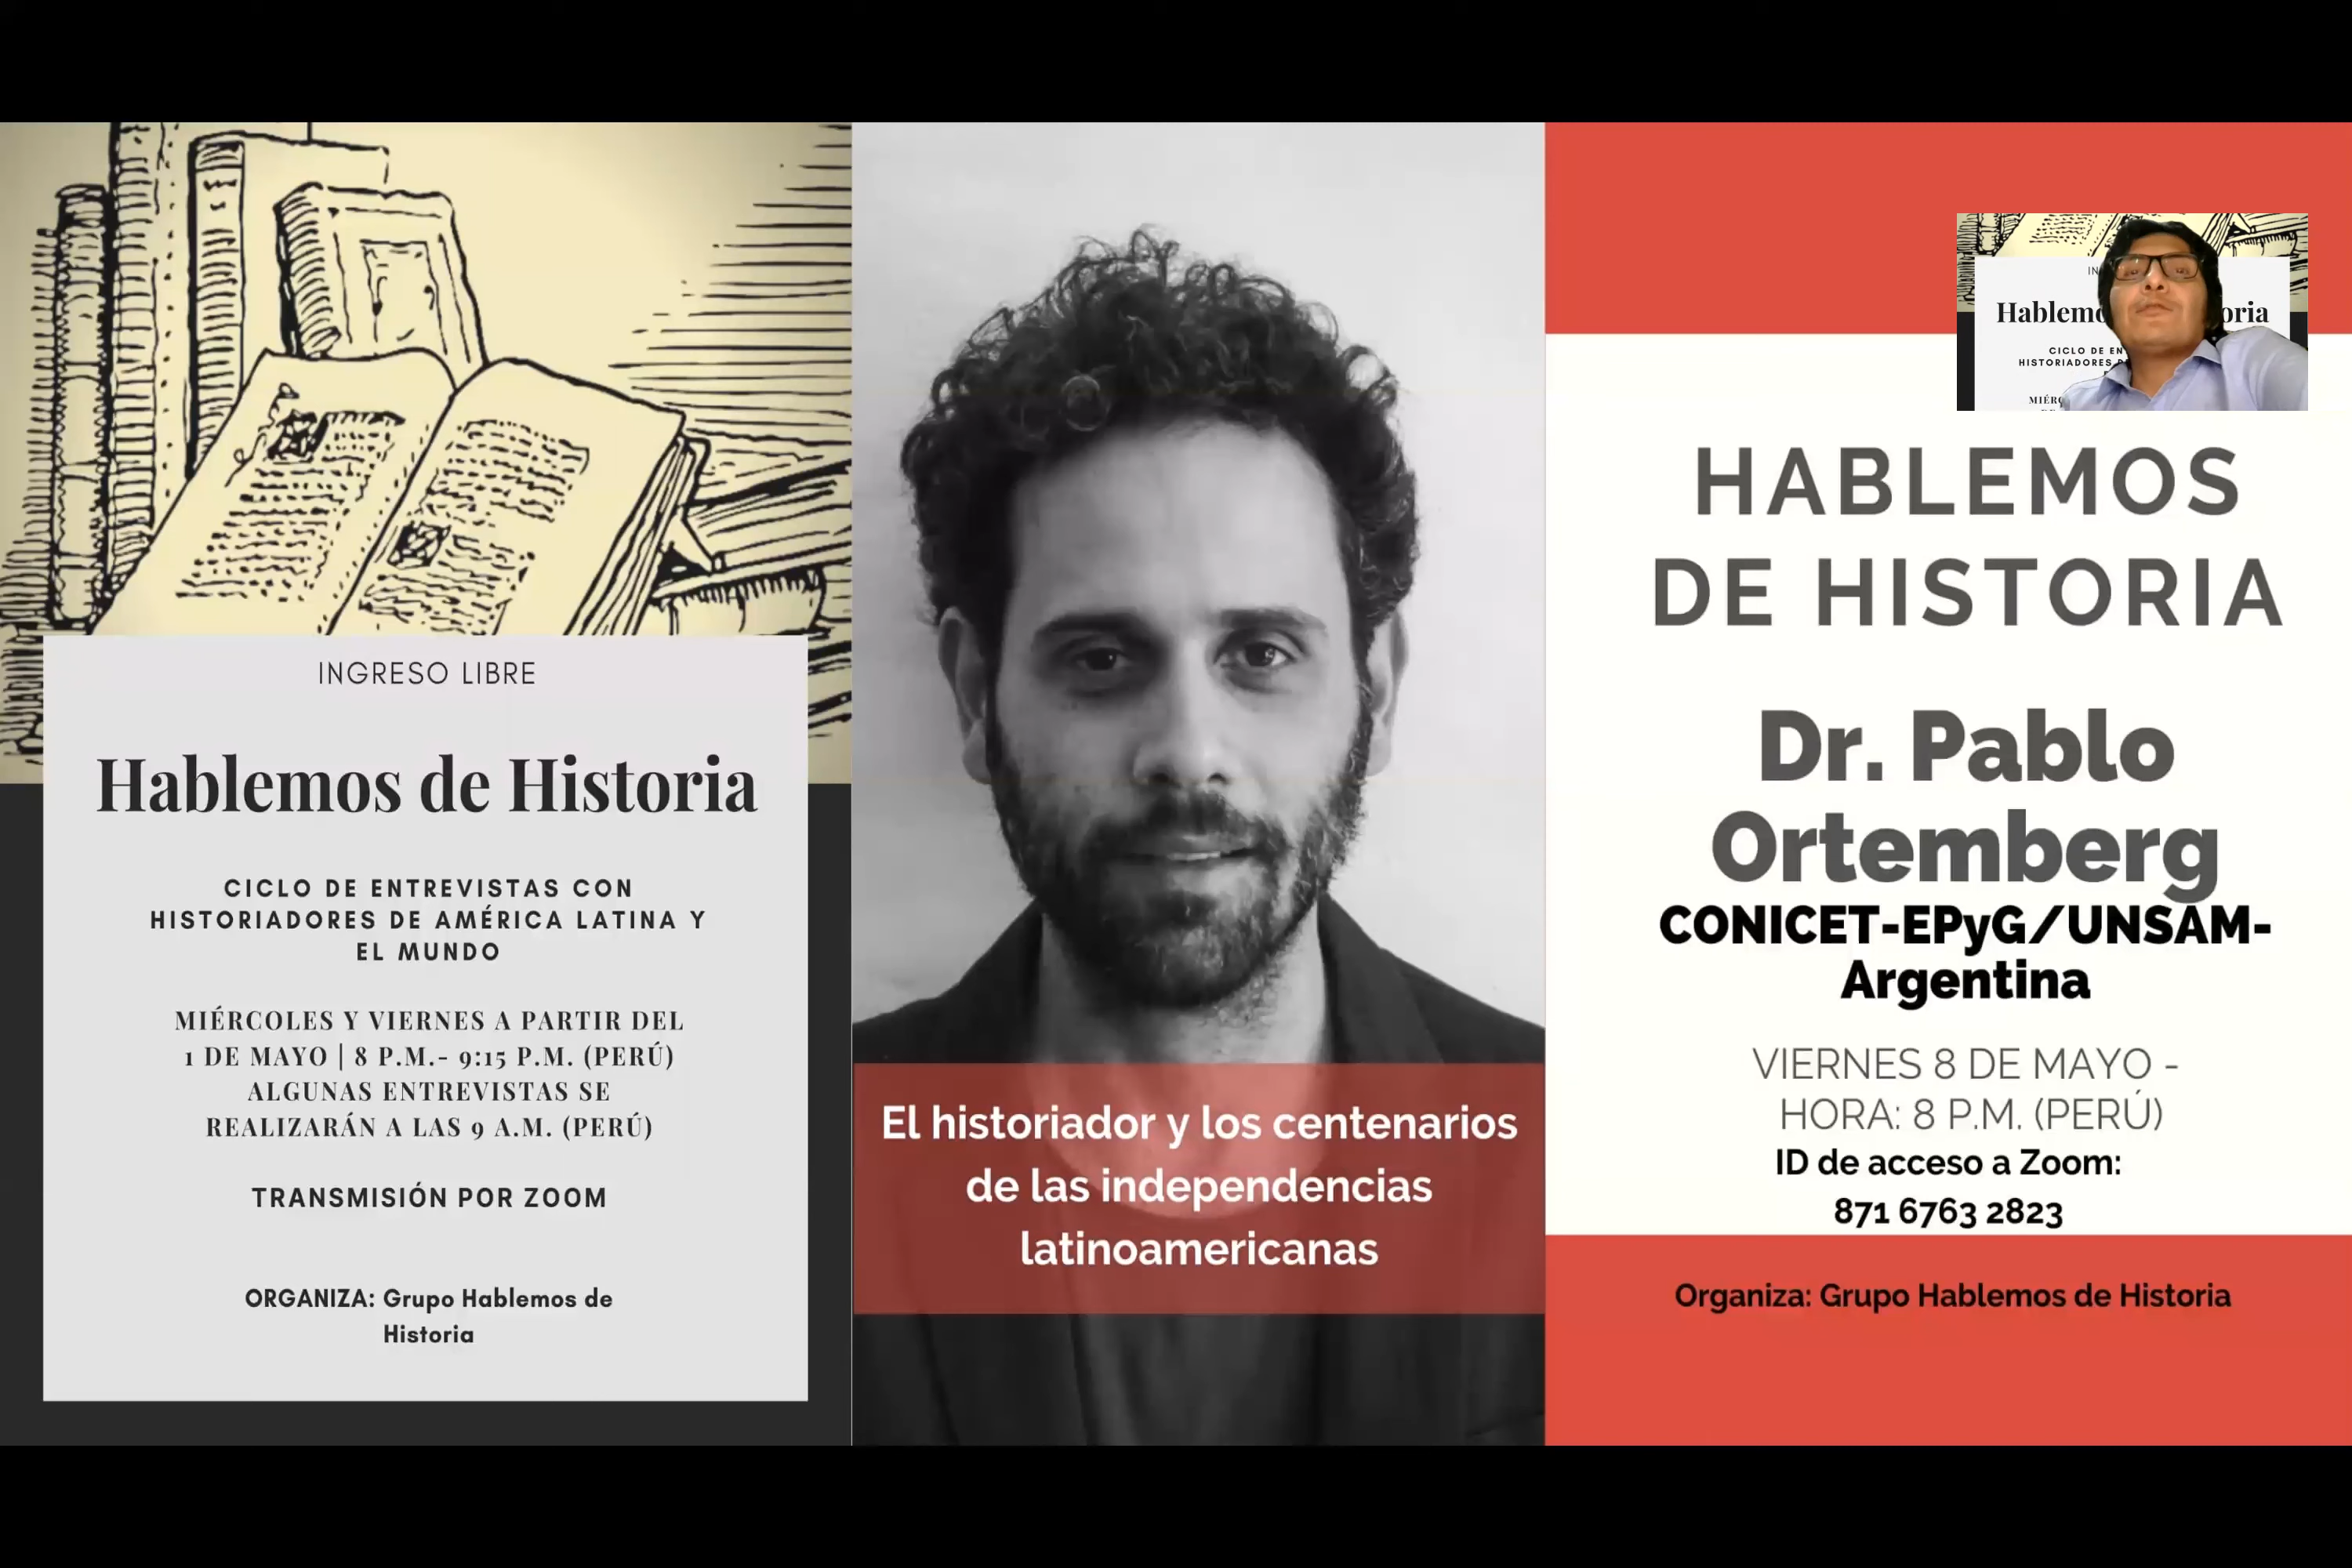 INGRESO LIBRE
Hablemos de Historia
CICLO DE ENTREVISTAS CON
HISTORIADORES DE AMÉRICA LATINA Y
EL MUNDO
MIÉRCOLES Y VIERNES A PARTIR DEL
1 DE MAYO | 8 P.M.- 9:15 P.M. (PERÚ)
ALGUNAS ENTREVISTAS SE
REALIZARÁN A LAS 9 A.M. (PERÚ)
TRANSMISIÓN POR ZOOM
ORGANIZA: Grupo Hablemos de
Historia
El historiador y los centenarios
de las independencias
latinoamericanas
HABLEMOS
DE HISTORIA
Dr. Pablo
Ortemberg
CONICET-EPyG/UNSAM-
Argentina
VIERNES 8 DE MAYO -
HORA: 8 P.M. (PERÚ)
ID de acceso a Zoom:
871 6763 2823
Organiza: Grupo Hablemos de Historia